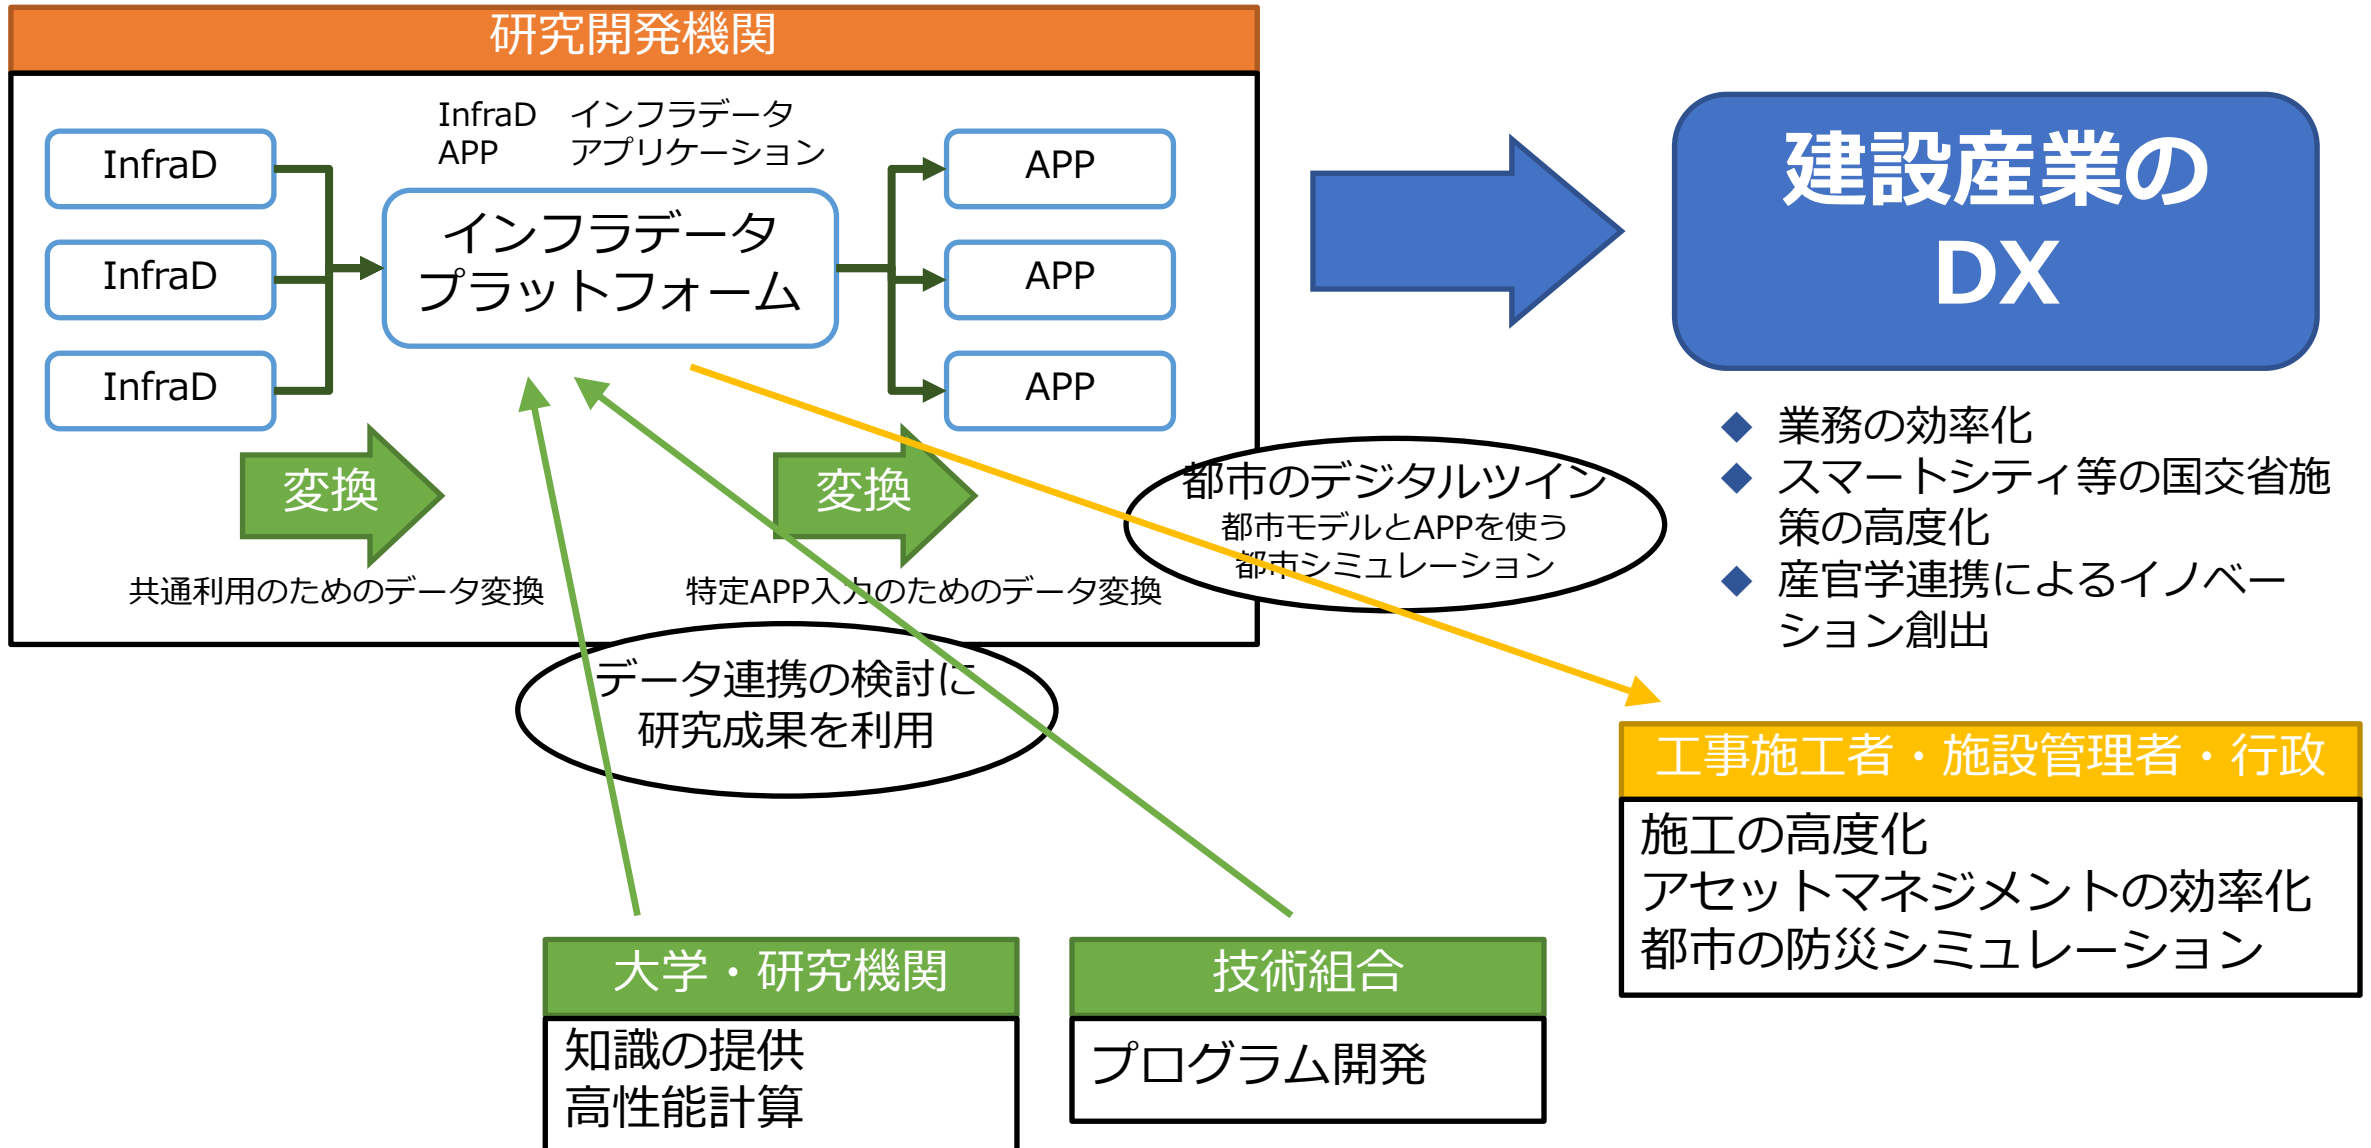 研究開発機関
InfraD インフラデータ
APP アプリケーション
InfraD
InfraD
InfraD
インフラデータ
プラットフォーム
APP
APP
APP
変換
変換
共通利用のためのデータ変換
特定APP入力のためのデータ変換
建設産業の
DX
◆ 業務の効率化
◆ スマートシティ等の国交省施
策の高度化
◆ 産官学連携によるイノベー
ション創出
都市のデジタルツイン
都市モデルとAPPを使う
都市シミュレーション
データ連携の検討に
研究成果を利用
工事施工者・施設管理者・行政
施工の高度化
アセットマネジメントの効率化
都市の防災シミュレーション
大学・研究機関
知識の提供
高性能計算
技術組合
プログラム開発